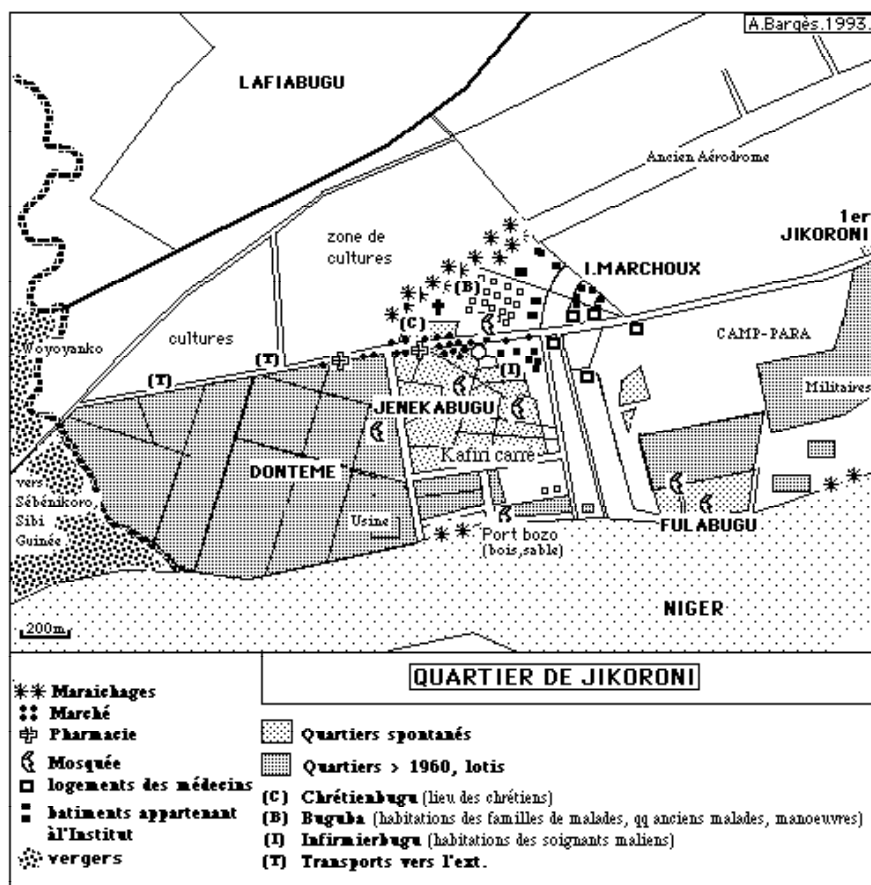 A.Bargès.1993.
LAFIABUGU
Ancien Aérodrome
1er
JIKORONI
zone de
cultures
I.MARCHOUX
(B)
(C)
cultures
Woyoyanko
CAMP-PARA
(T)
(T)
(I)
Militaires
JENEKABUGU
Kafiri carré
DONTEME
vers
Sébénikoro
Sibi
Guinée
Usine
Port bozo
(bois,sable)
FULABUGU
NIGER
200m
QUARTIER DE JIKORONI
Maraichages
Marché
Pharmacie
Mosquée
logements des médecins
batiments appartenant
àl'Institut
vergers
Quartiers spontanés
Quartiers > 1960, lotis
(C) Chrétienbugu (lieu des chrétiens)
(B) Buguba (habitations des familles de malades, qq anciens malades, manoeuvres)
(I) Infirmierbugu (habitations des soignants maliens)
(T) Transports vers l'ext.